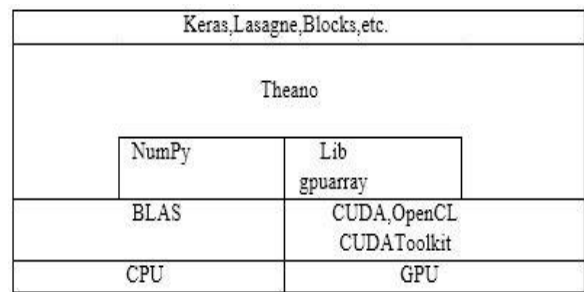 Keras,Lasagne,Blocks,etc.
Theano
NumPy
Lib
gpuarray
BLAS
CUDA,OpenCL
CUDAToolkit
CPU
GPU